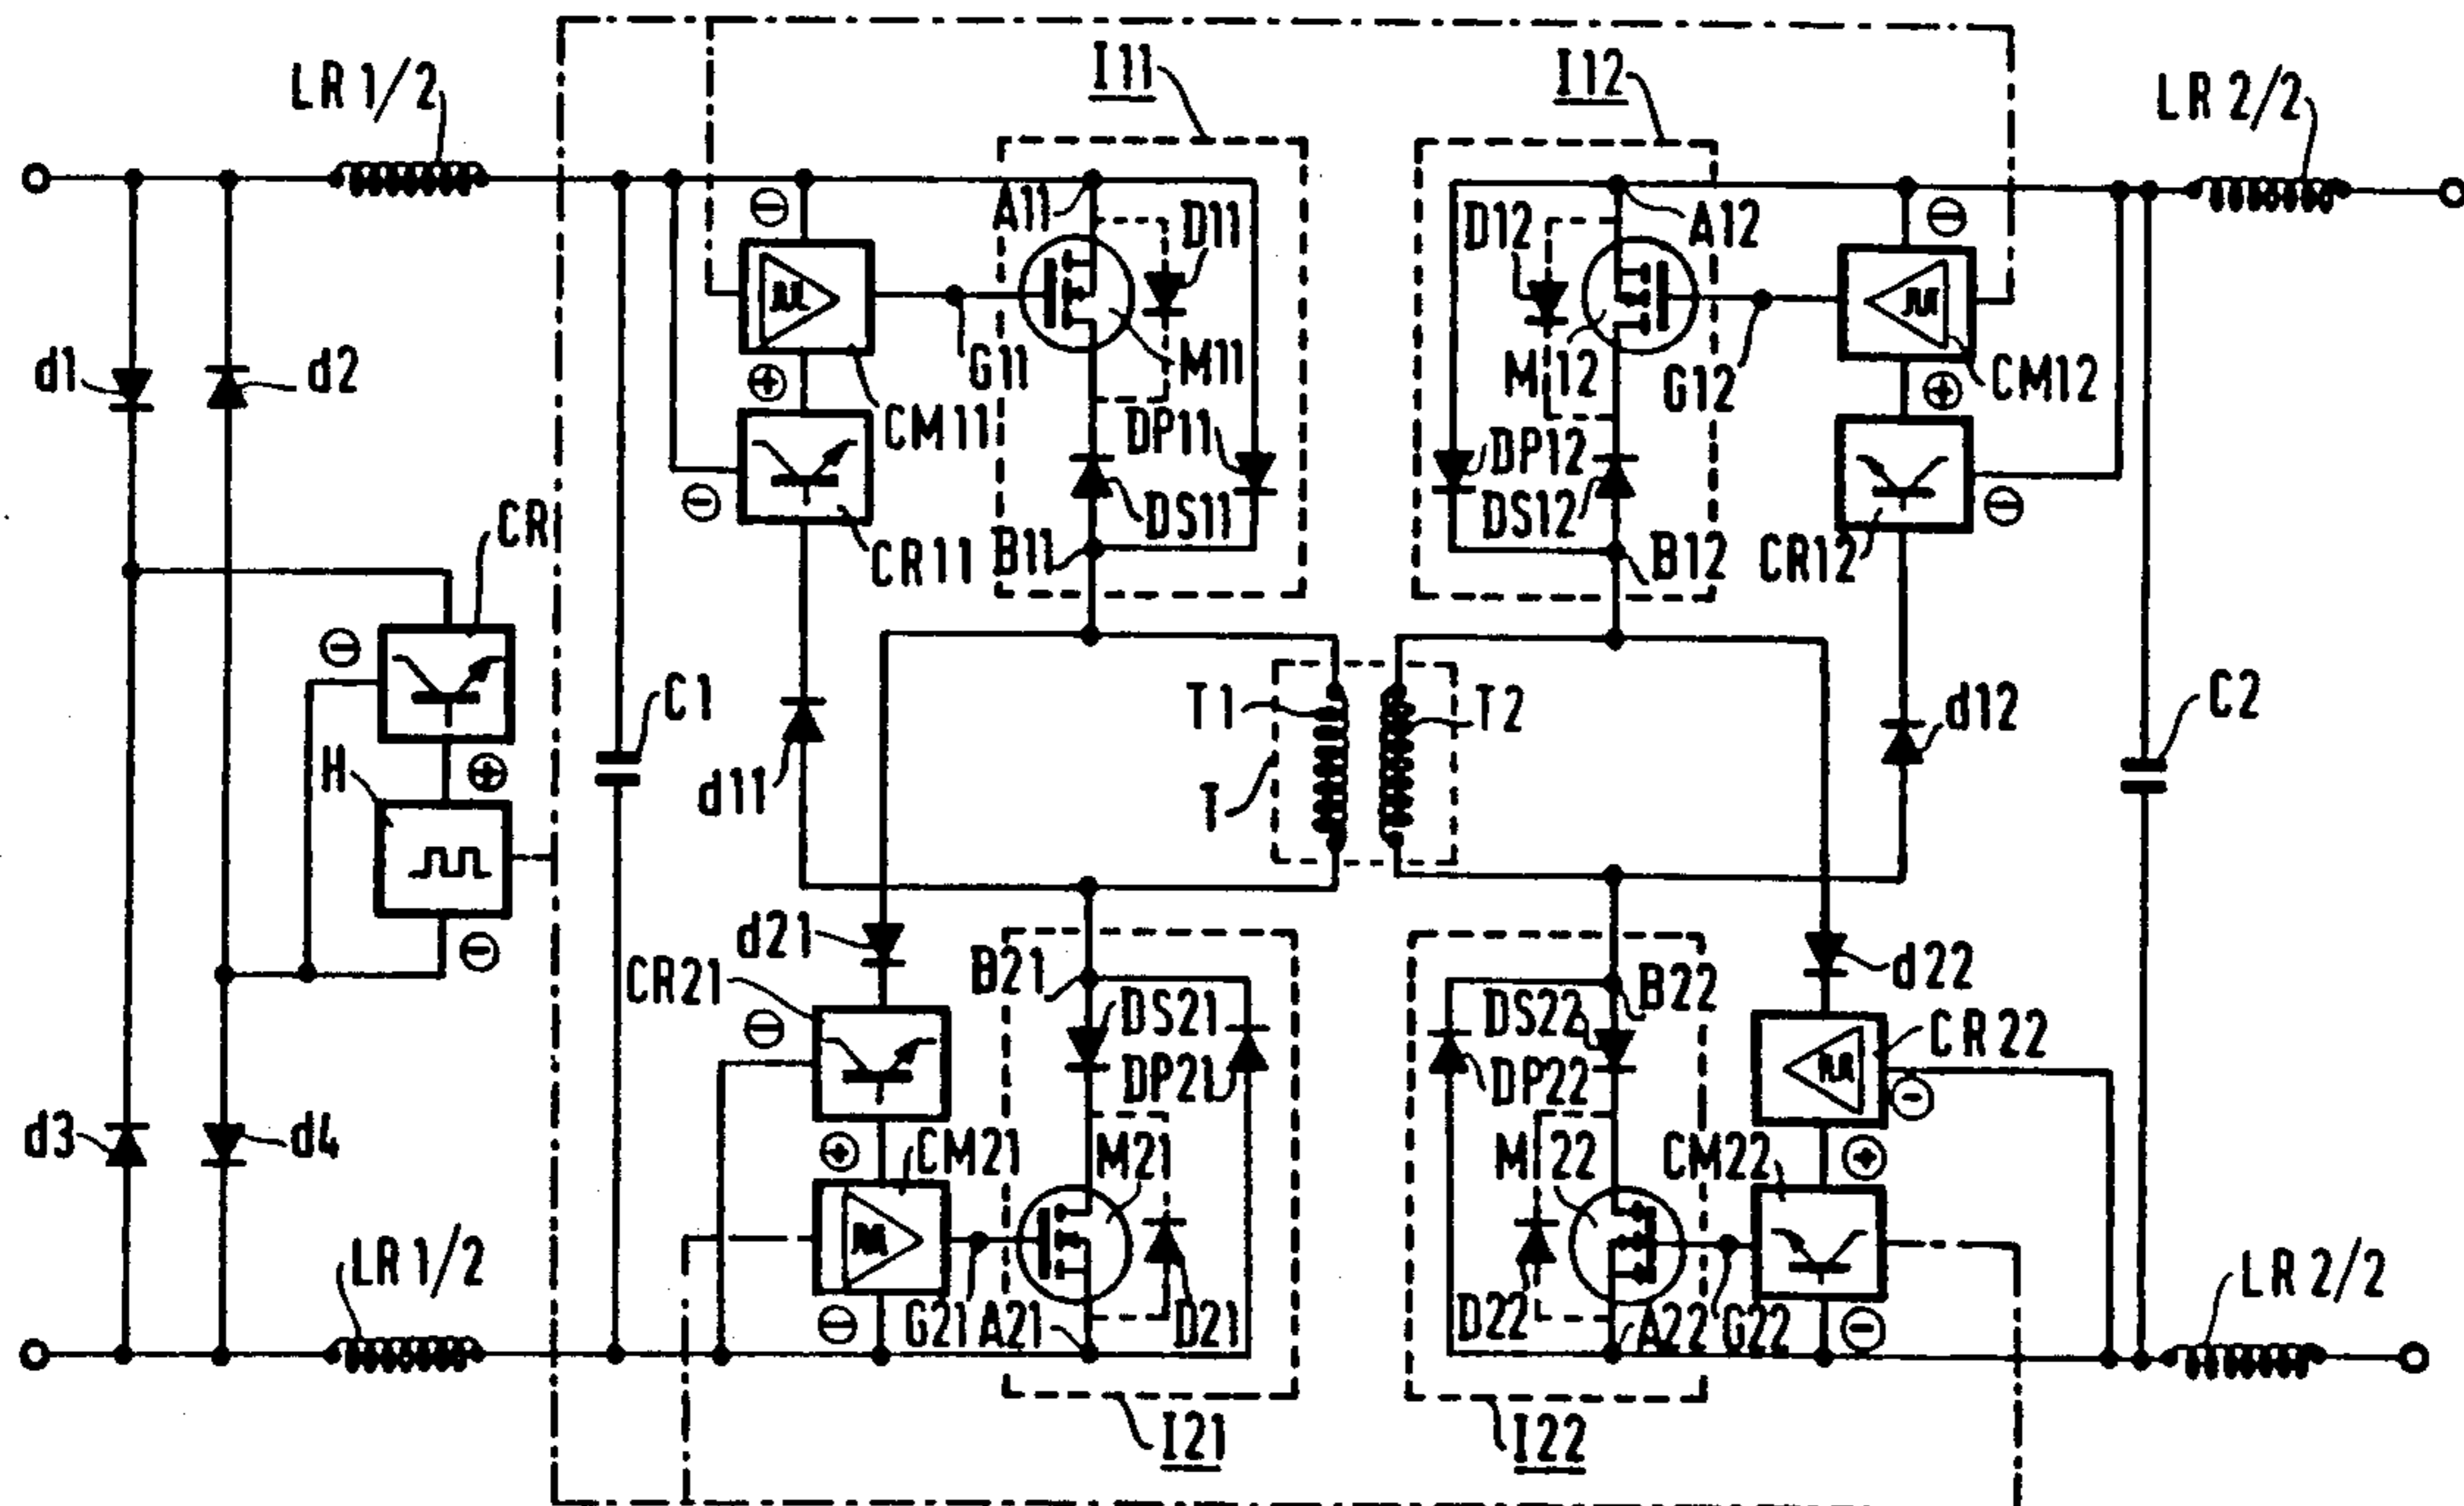 I11
I12
LR 1/2
LR 2/2
A11
D11
D12
A12
d1
d2
G11
M11
M12
G12
CM12
CM11
DP11
DP12
DS11
DS12
CR
CR11
B11
B12
CR12
T1
T2
C1
C2
d12
H
d11
T
d21
B21
d22
CR21
DS21
DS22
B22
CR22
DP21
DP22
d3
d4
CM21
M21
M22
CM22
LR 1/2
LR 2/2
G21
A21
D21
D22
A22
G22
I21
I22